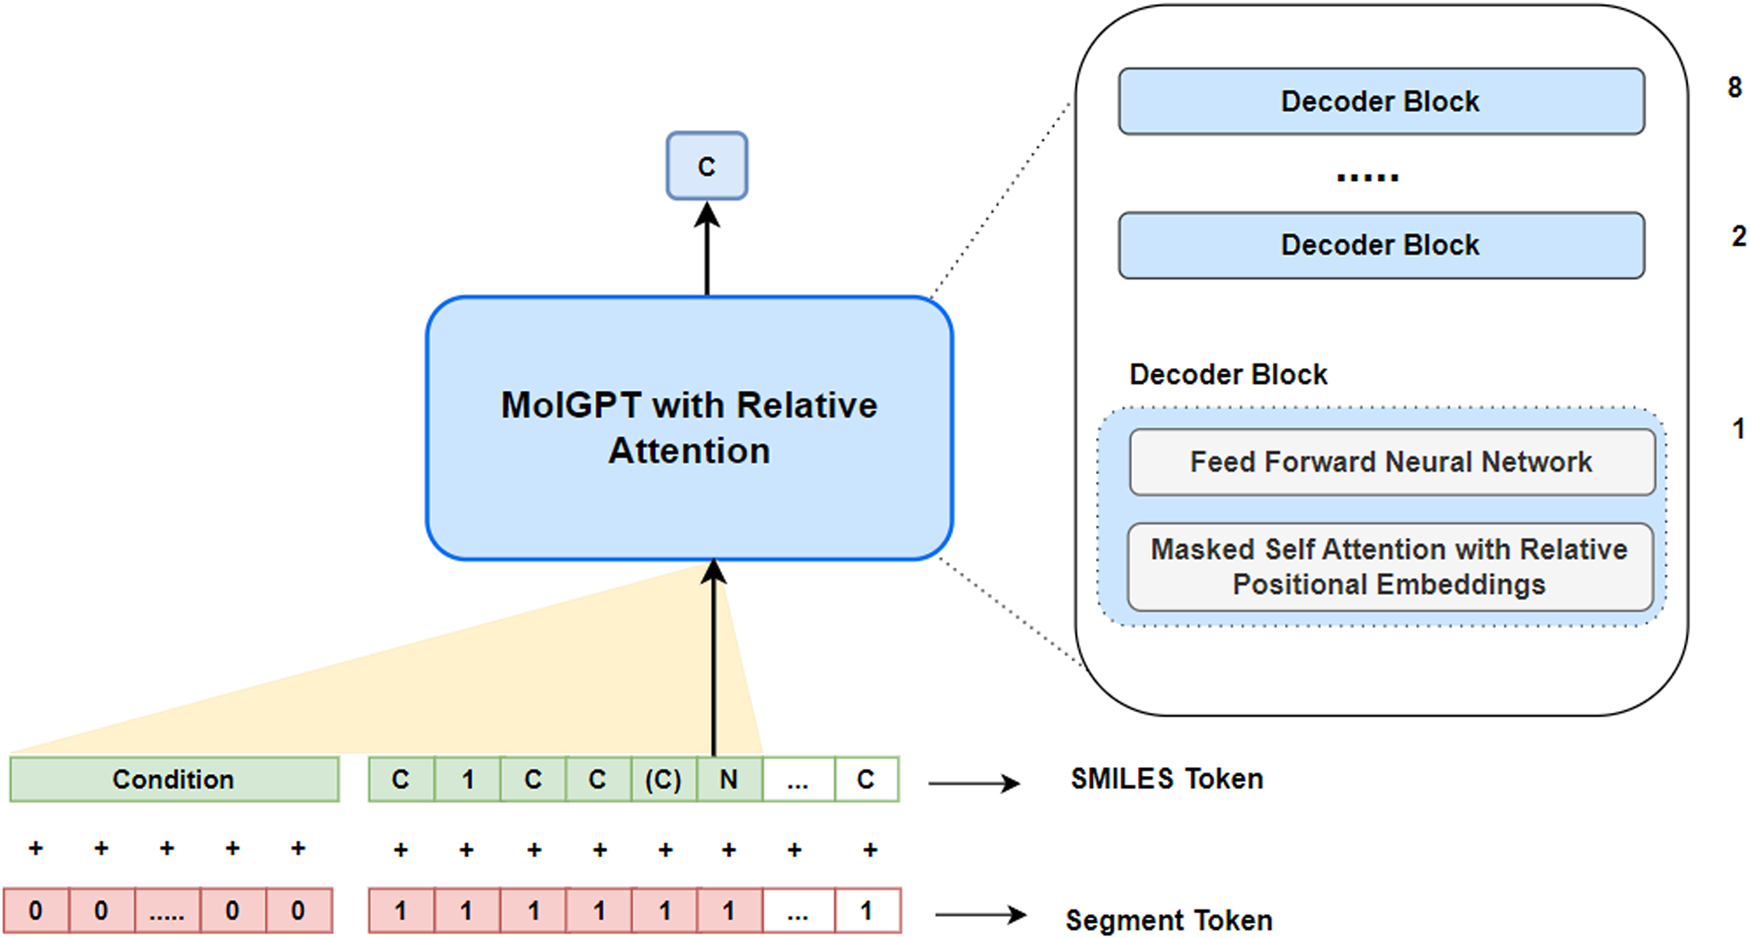 Decoder Block
8
.....
Decoder Block
2
C
Decoder Block
MolGPT with Relative
Attention
1
Feed Forward Neural Network
Masked Self Attention with Relative
Positional Embeddings
Condition C 1 C C (C) N ... C SMILES Token
+ + + + + + + + + + + + +
0 0 ..... 0 0 1 1 1 1 1 1 ... 1 Segment Token